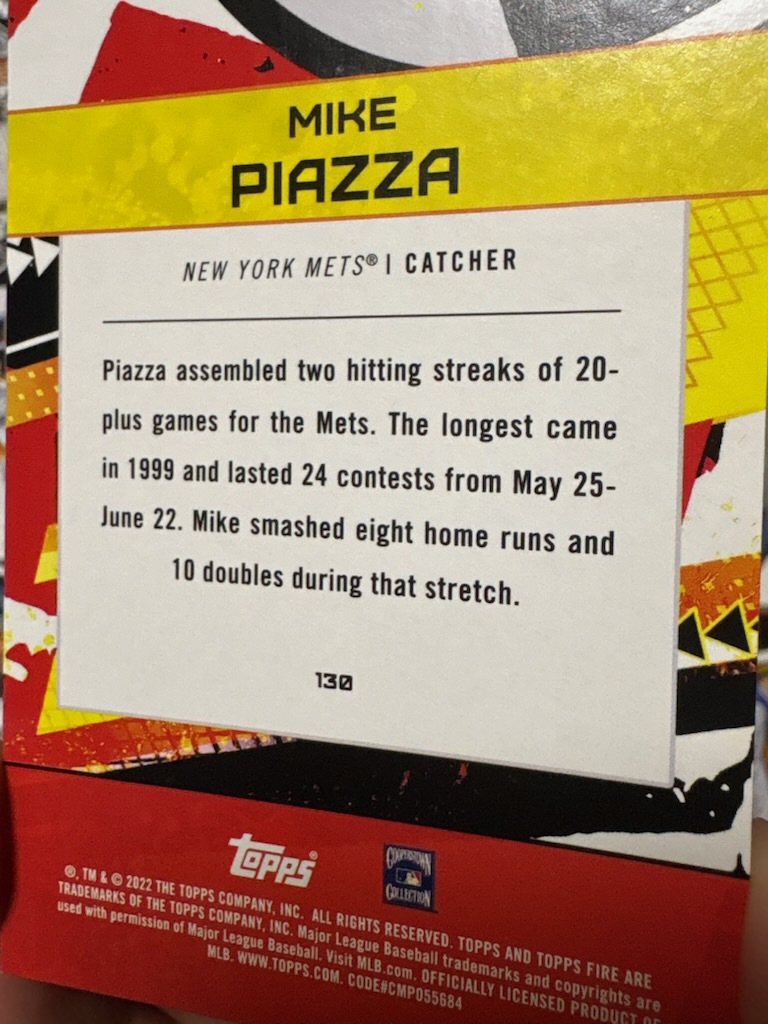 MIKE
PIAZZA
NEW YORK METS® | CATCHER
Piazza assembled two hitting streaks of 20-
plus games for the Mets. The longest came
in 1999 and lasted 24 contests from May 25-
June 22. Mike smashed eight home runs and
10 doubles during that stretch.
130
topps®
COOPERSTOWN
COLLECTION
®, TM & © 2022 THE TOPPS COMPANY, INC. ALL RIGHTS RESERVED. TOPPS AND TOPPS FIRE ARE
TRADEMARKS OF THE TOPPS COMPANY, INC. Major League Baseball trademarks and copyrights are
used with permission of Major League Baseball. Visit MLB.com. OFFICIALLY LICENSED PRODUCT OF
MLB. WWW.TOPPS.COM. CODE#CMP055684